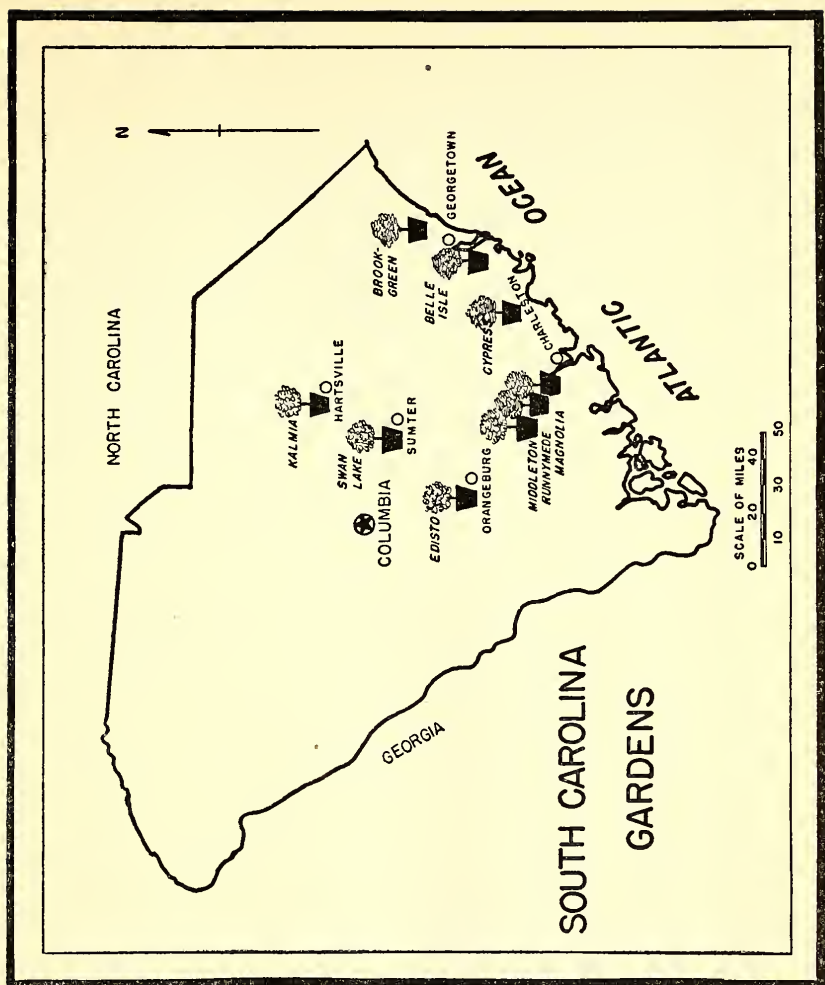 N
NORTH CAROLINA
BROOK-
GREEN
GEORGETOWN
OCEAN
BELLE
ISLE
KALMIA
HARTSVILLE
CYPRESS
CHARLESTON
SWAN
LAKE
SUMTER
ATLANTIC
COLUMBIA
EDISTO
ORANGEBURG
MIDDLETON
RUNNYMEDE
MAGNOLIA
GEORGIA
SCALE OF MILES
0 20 40
10 30 50
SOUTH CAROLINA
GARDENS